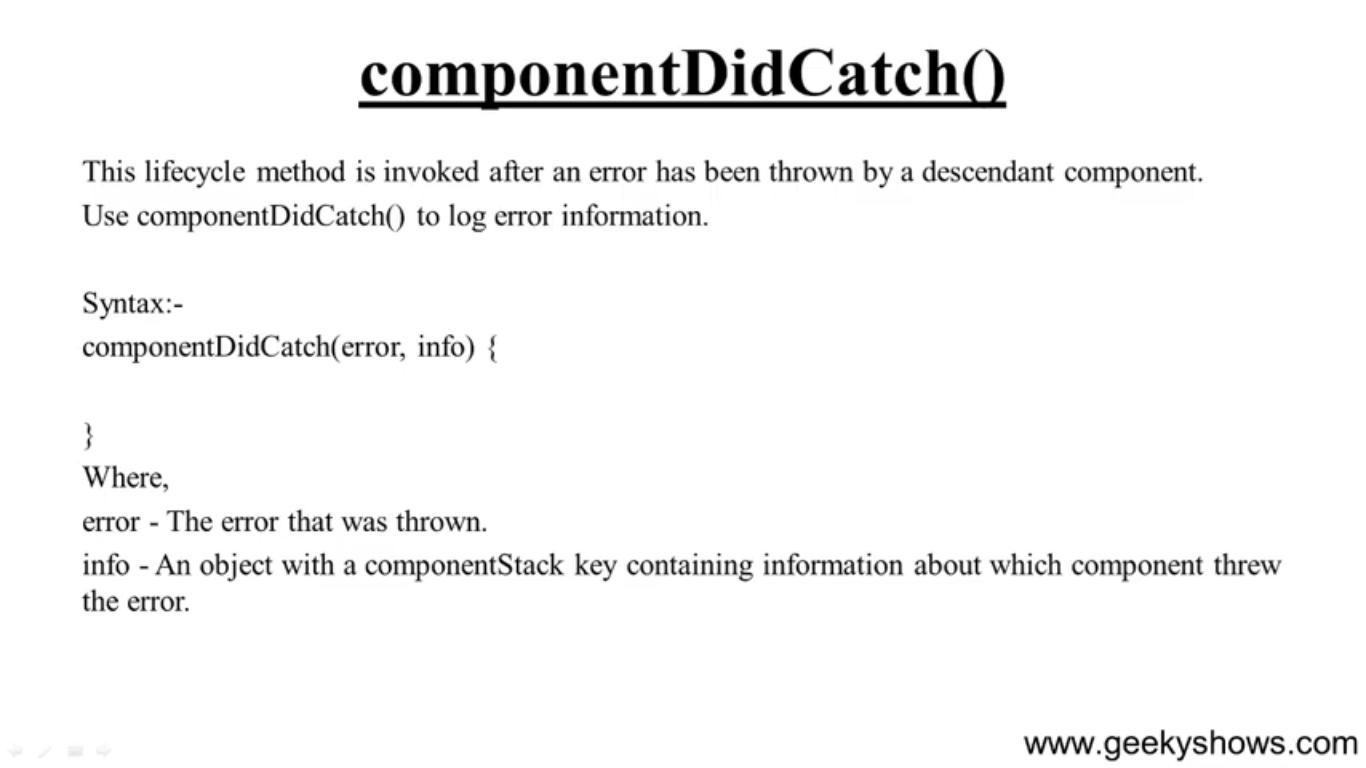 componentDidCatch()
This lifecycle method is invoked after an error has been thrown by a descendant component.
Use componentDidCatch() to log error information.
Syntax:-
componentDidCatch(error, info) {
}
Where,
error - The error that was thrown.
info - An object with a componentStack key containing information about which component threw
the error.
www.geekyshows.com